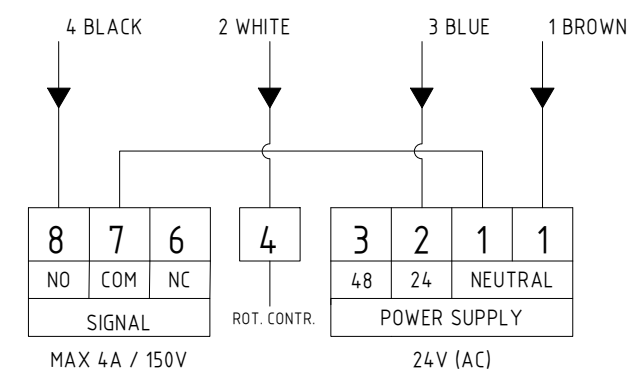 4 BLACK 2 WHITE 3 BLUE 1 BROWN
8 7 6 4 3 2 1 1
NO COM NC 48 24 NEUTRAL
SIGNAL ROT. CONTR. POWER SUPPLY
MAX 4A / 150V 24V (AC)